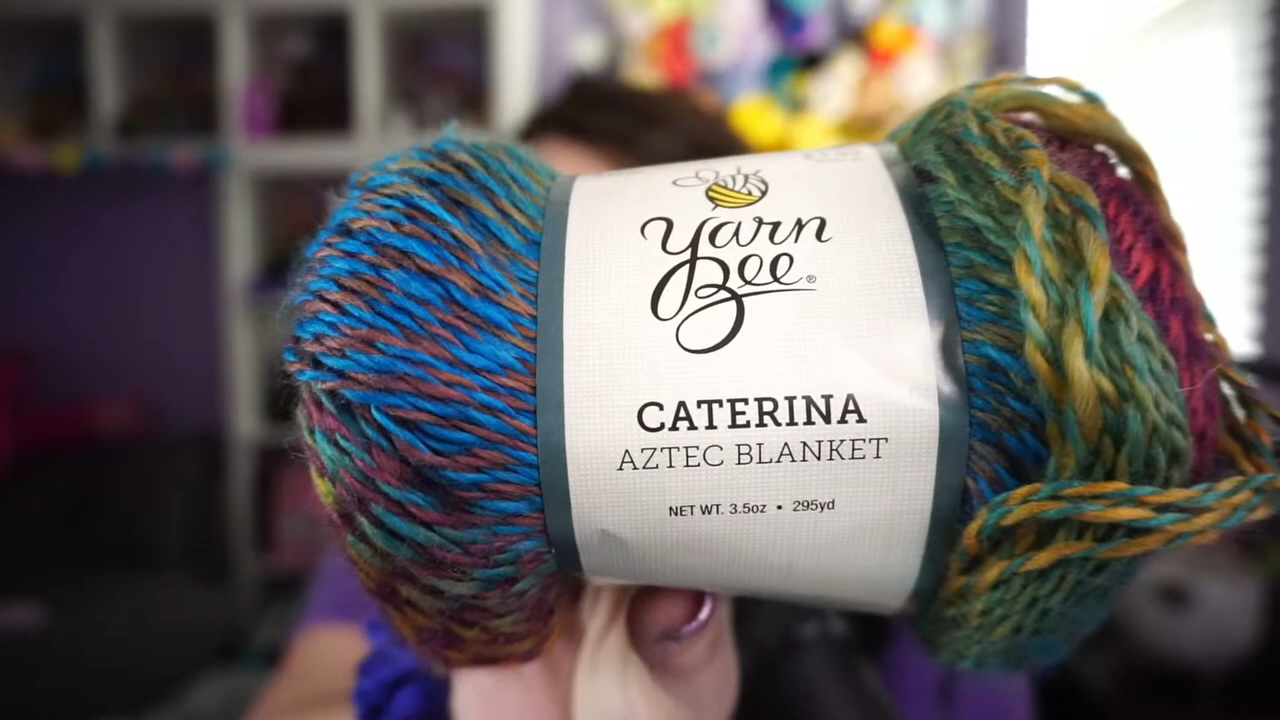 Yarn
Bee®
CATERINA
AZTEC BLANKET
NET WT. 3.5oz • 295yd